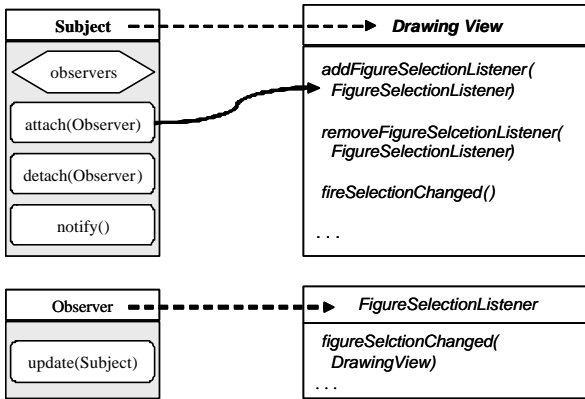 Subject
observers
attach(Observer)
detach(Observer)
notify()
Drawing View
addFigureSelectionListener(
FigureSelectionListener)
removeFigureSelcetionListener(
FigureSelectionListener)
fireSelectionChanged()
. . .
Observer
update(Subject)
FigureSelectionListener
figureSelctionChanged(
DrawingView)
. . .